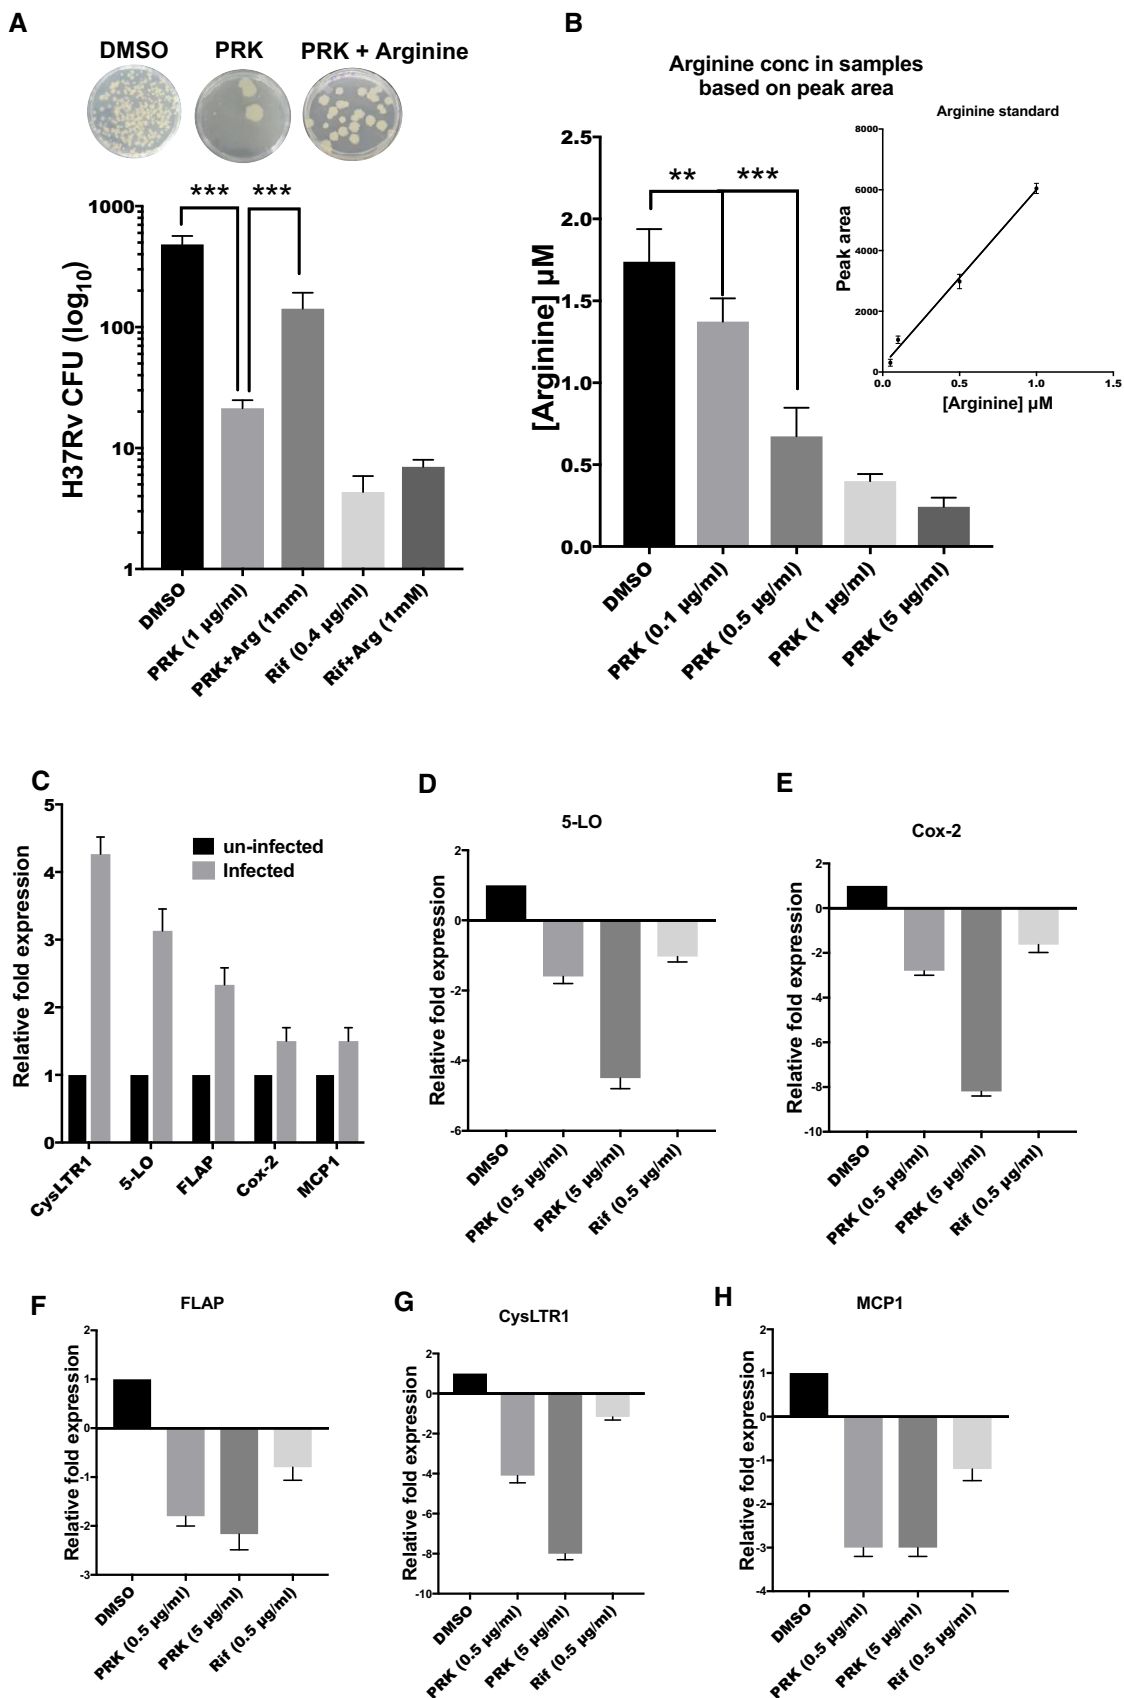 A
DMSO PRK PRK + Arginine
*** ***
H37Rv CFU (log10)
1000
100
10
1
DMSO
PRK (1 µg/ml)
PRK+Arg (1mm)
Rif (0.4 µg/ml)
Rif+Arg (1mM)
B
Arginine conc in samples
based on peak area
** ***
[Arginine] µM
2.5
2.0
1.5
1.0
0.5
0.0
DMSO
PRK (0.1 µg/ml)
PRK (0.5 µg/ml)
PRK (1 µg/ml)
PRK (5 µg/ml)
Arginine standard
Peak area
8000
6000
4000
2000
0
0.0 0.5 1.0 1.5
[Arginine] µM
C
Relative fold expression
5
4
3
2
1
0
un-infected
Infected
CysLTR1
5-LO
FLAP
Cox-2
MCP1
D
5-LO
Relative fold expression
2
0
-2
-4
-6
DMSO
PRK (0.5 µg/ml)
PRK (5 µg/ml)
Rif (0.5 µg/ml)
E
Cox-2
Relative fold expression
2
0
-2
-4
-6
-8
-10
DMSO
PRK (0.5 µg/ml)
PRK (5 µg/ml)
Rif (0.5 µg/ml)
F
FLAP
Relative fold expression
2
1
0
-1
-2
-3
DMSO
PRK (0.5 µg/ml)
PRK (5 µg/ml)
Rif (0.5 µg/ml)
G
CysLTR1
Relative fold expression
2
0
-2
-4
-6
-8
-10
DMSO
PRK (0.5 µg/ml)
PRK (5 µg/ml)
Rif (0.5 µg/ml)
H
MCP1
Relative fold expression
2
1
0
-1
-2
-3
-4
DMSO
PRK (0.5 µg/ml)
PRK (5 µg/ml)
Rif (0.5 µg/ml)